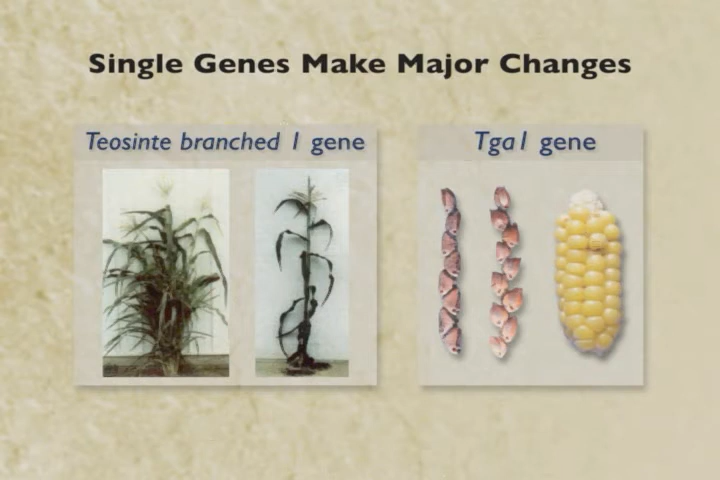 Single Genes Make Major Changes
Teosinte branched 1 gene
Tga1 gene